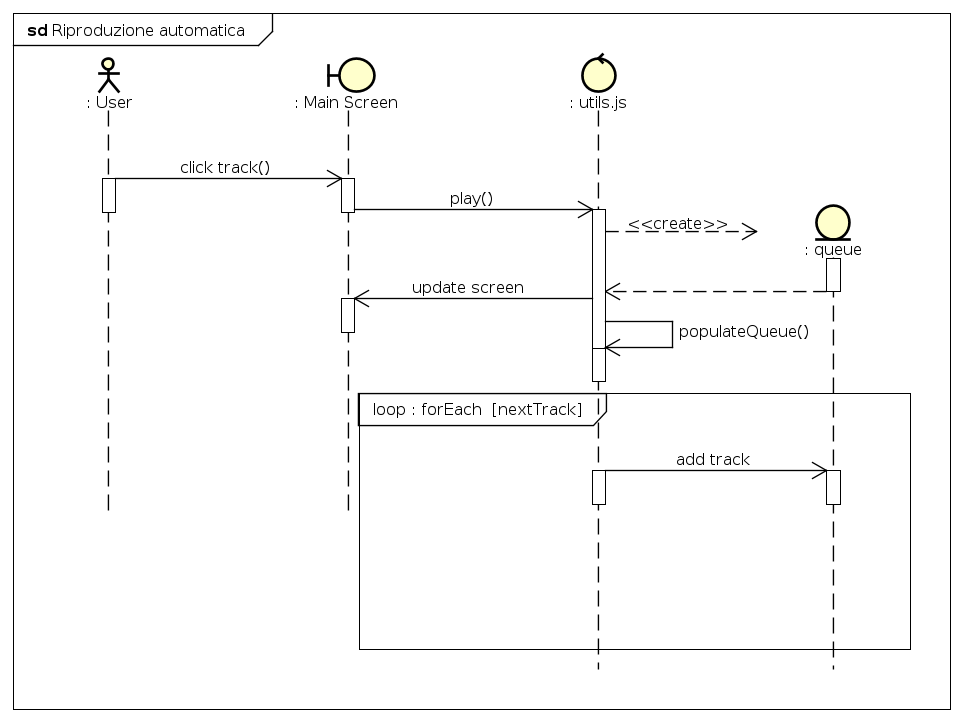 sd Riproduzione automatica
: User
: Main Screen
: utils.js
click track()
play()
<<create>>
: queue
update screen
populateQueue()
loop : forEach [nextTrack]
add track